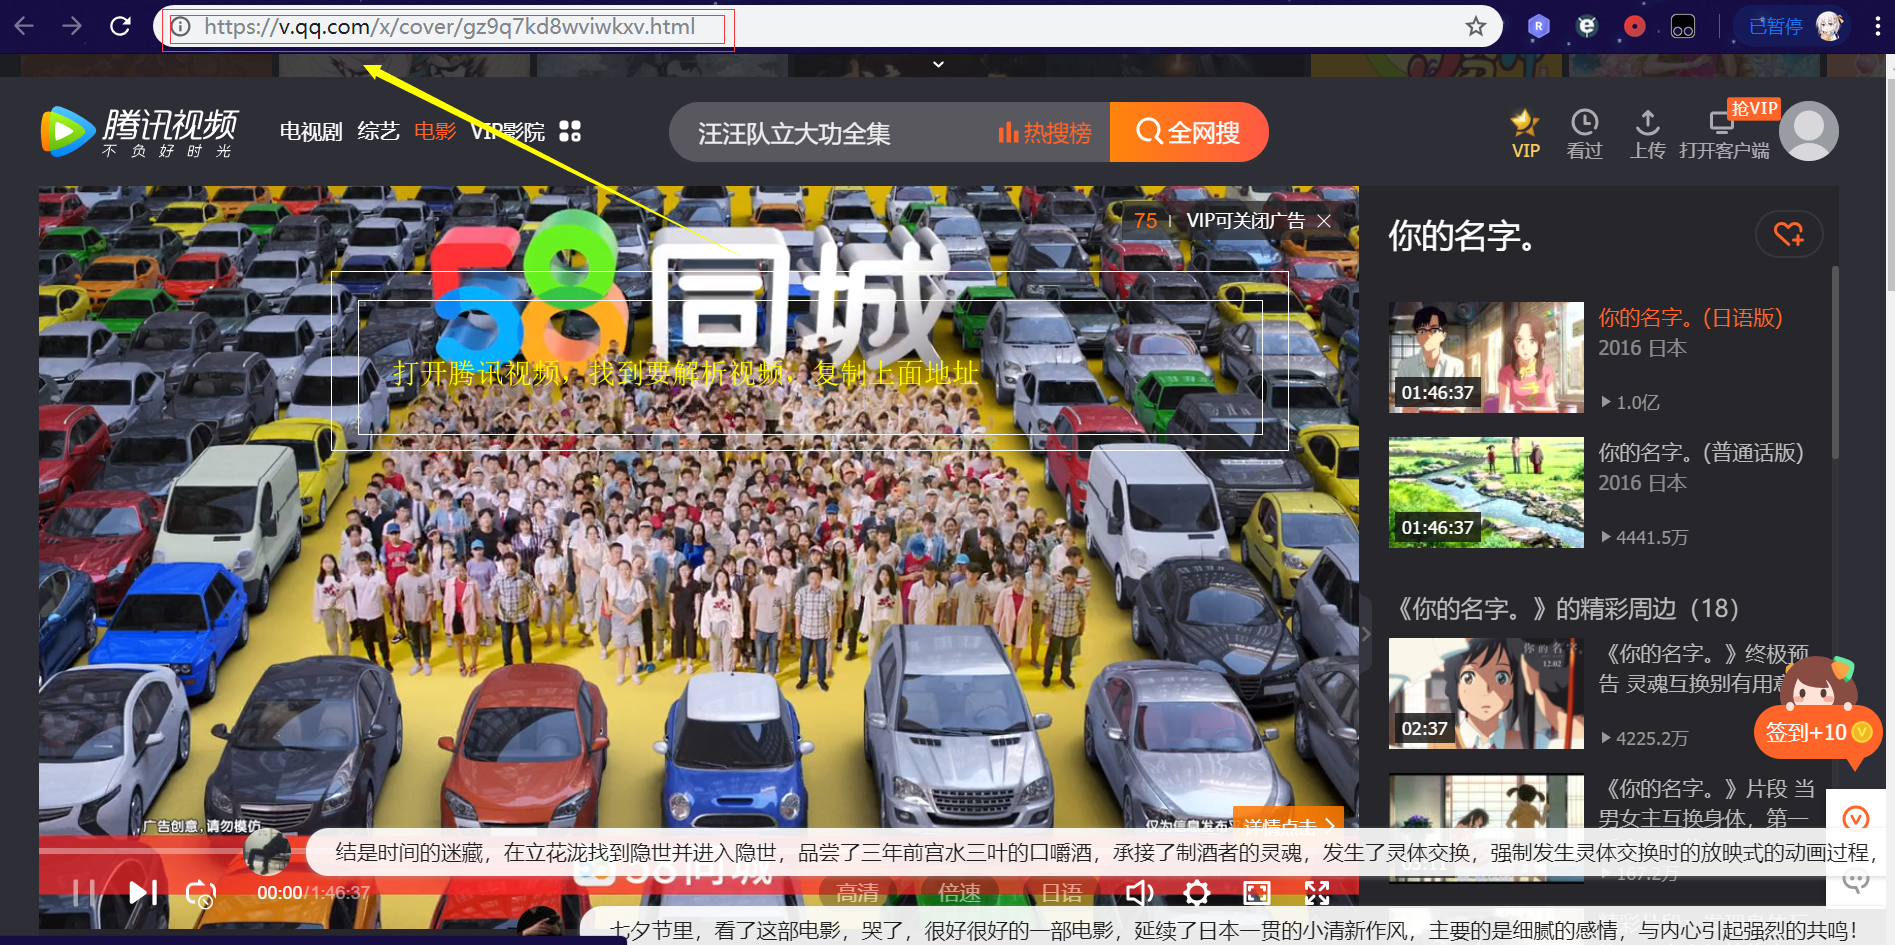 https://v.qq.com/x/cover/gz9q7kd8wviwkxv.html
R
已暂停
腾讯视频
不负好时光
电视剧 综艺 电影 VIP影院
汪汪队立大功全集
热搜榜
全网搜
VIP
看过
上传
打开客户端
抢VIP
75 VIP可关闭广告
58同城
打开腾讯视频，找到要解析视频，复制上面地址
你的名字。
01:46:37
你的名字。(日语版)
2016 日本
1.0亿
01:46:37
你的名字。(普通话版)
2016 日本
4441.5万
《你的名字。》的精彩周边（18）
你的名字.
12.02
02:37
《你的名字。》终极预
告 灵魂互换别有用意
4225.2万
签到+10
《你的名字。》片段 当
男女主互换身体，第一
167.2万
广告创意,请勿模仿
详情点击
结是时间的迷藏，在立花泷找到隐世并进入隐世，品尝了三年前宫水三叶的口嚼酒，承接了制酒者的灵魂，发生了灵体交换，强制发生灵体交换时的放映式的动画过程，
58同城
00:00/1:46:37
高清
倍速
日语
七夕节里，看了这部电影，哭了，很好很好的一部电影，延续了日本一贯的小清新作风，主要的是细腻的感情，与内心引起强烈的共鸣！